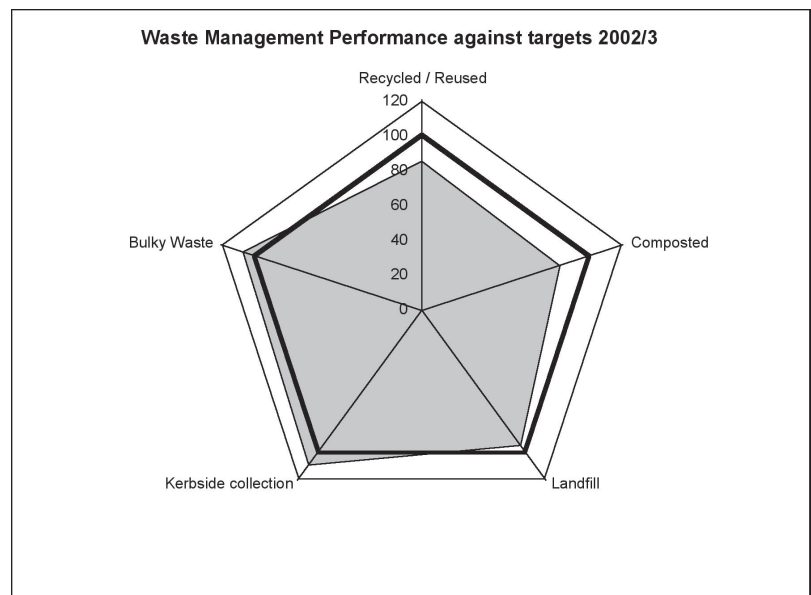 Waste Management Performance against targets 2002/3
Recycled / Reused
120
100
80
60
40
20
0
Bulky Waste
Composted
Kerbside collection
Landfill